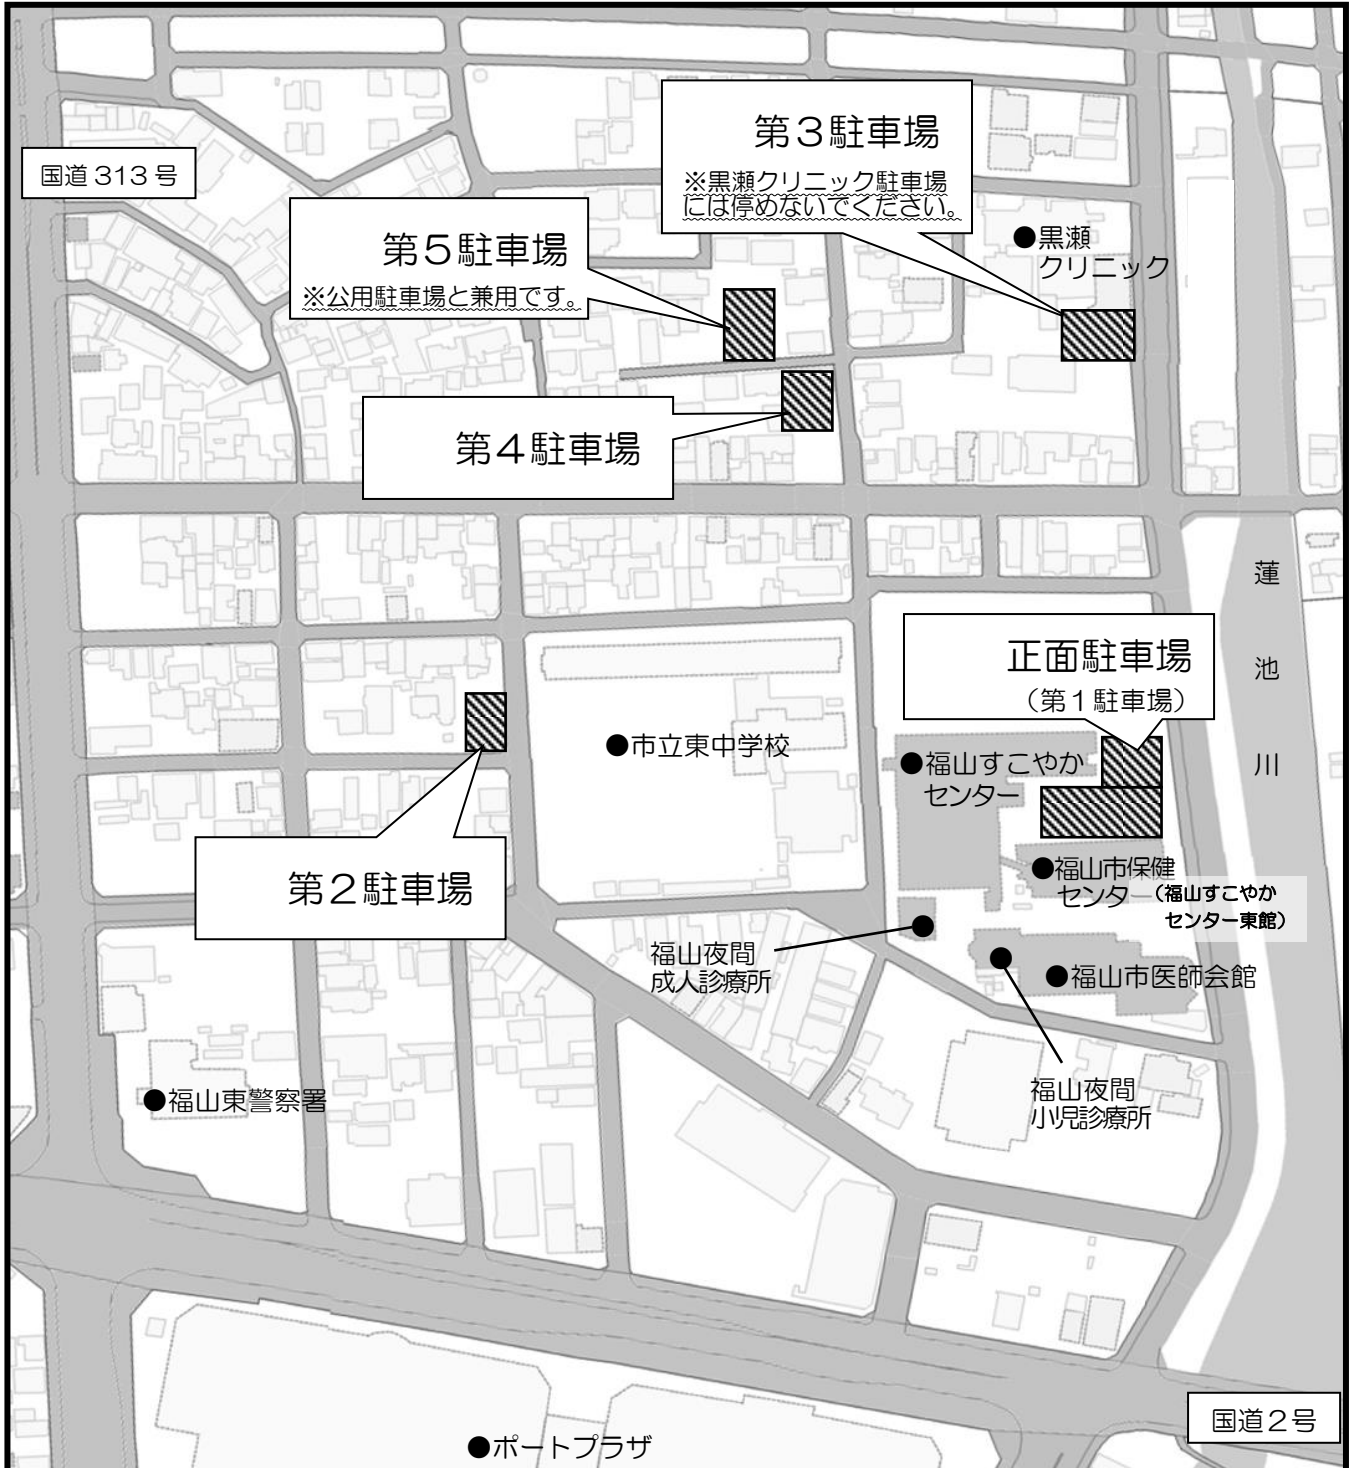 第３駐車場
※黒瀬クリニック駐車場
には停めないでください。
国道313号
第５駐車場
※公用駐車場と兼用です。
●黒瀬
クリニック
第４駐車場
蓮
池
川
正面駐車場
（第１駐車場）
●市立東中学校
●福山すこやか
センター
第２駐車場
●福山市保健
センター（福山すこやか
センター東館）
福山夜間
成人診療所
●福山市医師会館
福山夜間
小児診療所
●福山東警察署
国道２号
●ポートプラザ